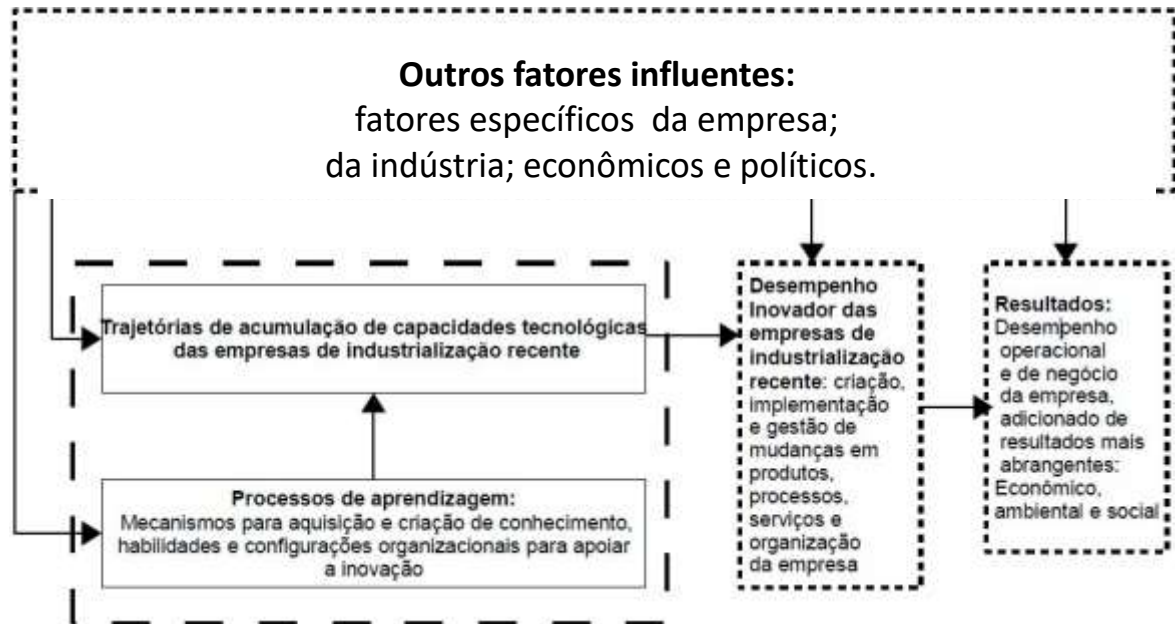 Outros fatores influentes:
fatores específicos da empresa;
da indústria; econômicos e políticos.
Trajetórias de acumulação de capacidades tecnológicas
das empresas de industrialização recente
Processos de aprendizagem:
Mecanismos para aquisição e criação de conhecimento,
habilidades e configurações organizacionais para apoiar
a inovação
Desempenho
Inovador das
empresas de
industrialização
recente: criação,
implementação
e gestão de
mudanças em
produtos,
processos,
serviços e
organização
da empresa
Resultados:
Desempenho
operacional
e de negócio
da empresa,
adicionado de
resultados mais
abrangentes:
Econômico,
ambiental e social